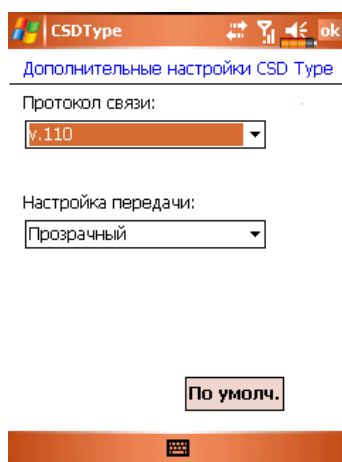 CSDType ok
Дополнительные настройки CSD Type
Протокол связи:
v.110
Настройка передачи:
Прозрачный
По умолч.